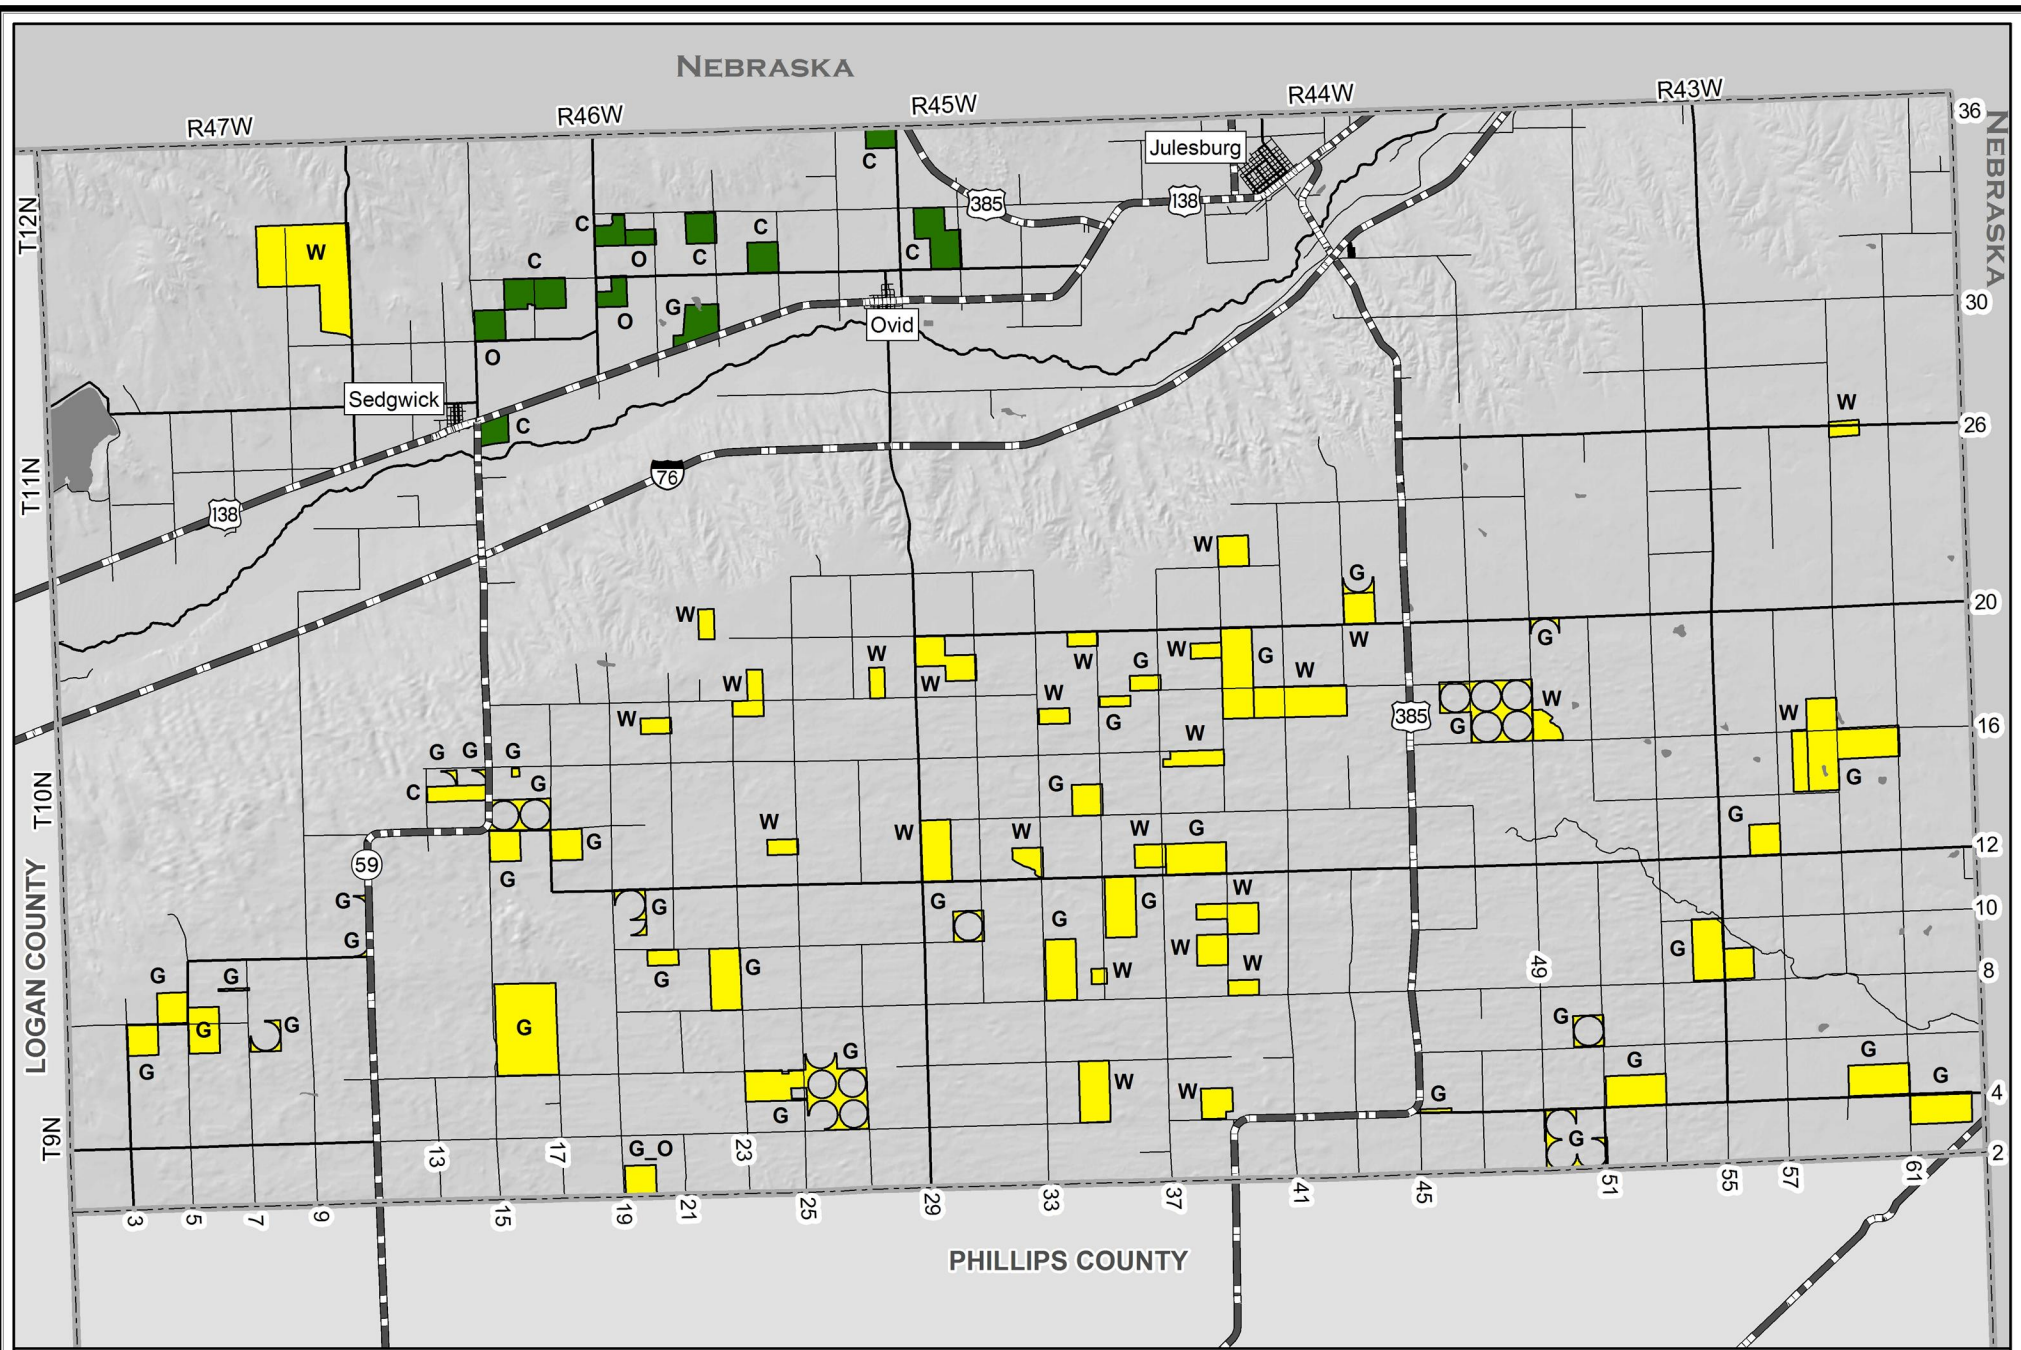 NEBRASKA
R47W
R46W
R45W
R44W
R43W
36
NEBRASKA
Julesburg
C
385
138
T12N
W
C
C
C
C
C
O
C
30
G
O
Ovid
O
Sedgwick
C
W
26
T11N
76
138
W
G
20
W
W
G
W
W
W
G
W
G
W
W
W
W
W
G
W
385
G
W
W
16
W
G
G
G
G
G
C
G
T10N
G
W
W
W
W
G
12
G
G
59
G
G
G
G
G
W
10
W
G
W
W
G
G
G
G
49
8
G
G
G
G
G
G
G
LOGAN COUNTY
G
G
G
W
W
G
G
G
G
4
T9N
G
13
17
G_O
23
2
3
5
7
9
15
19
21
25
29
33
37
41
45
51
55
57
61
PHILLIPS COUNTY